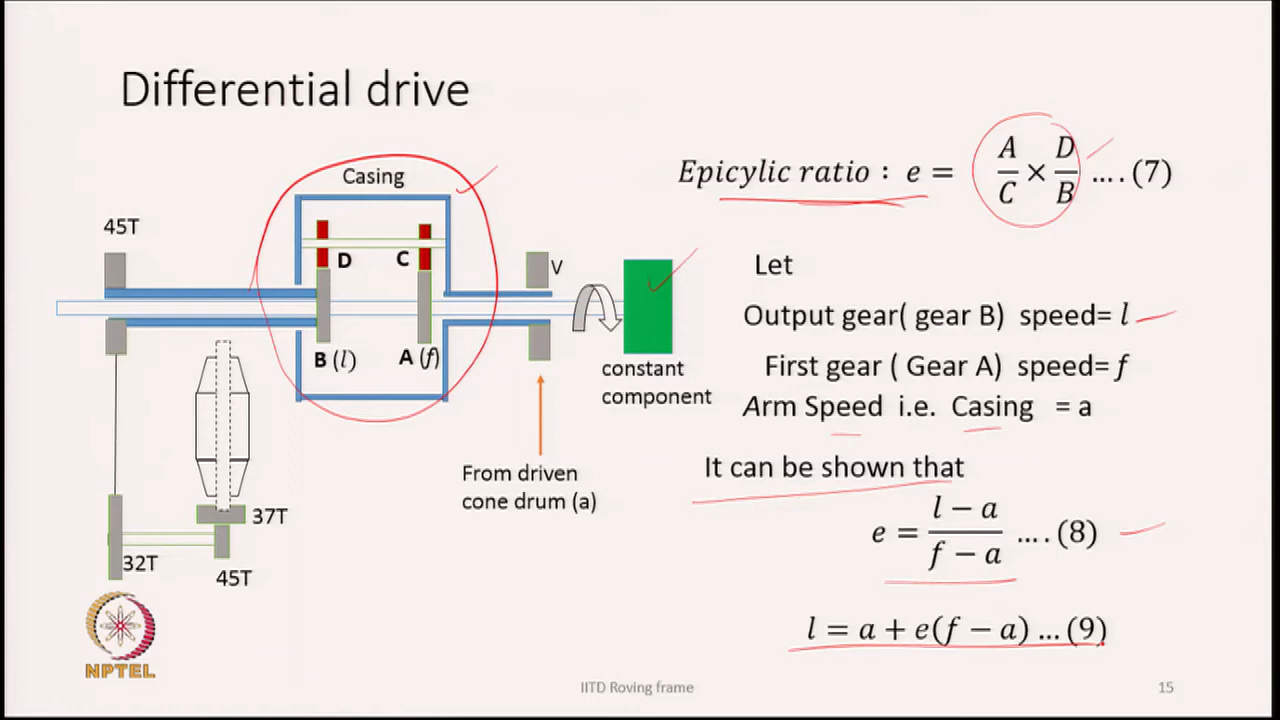 Differential drive
Casing
45T
D
C
V
B (l)
A (f)
constant
component
From driven
cone drum (a)
37T
32T
45T
NPTEL
Epicylic ratio : e = A/C × D/B ….(7)
Let
Output gear( gear B) speed= l
First gear ( Gear A) speed= f
Arm Speed i.e. Casing = a
It can be shown that
e = l − a / f − a ….(8)
l = a + e(f − a) …(9)
IITD Roving frame
15